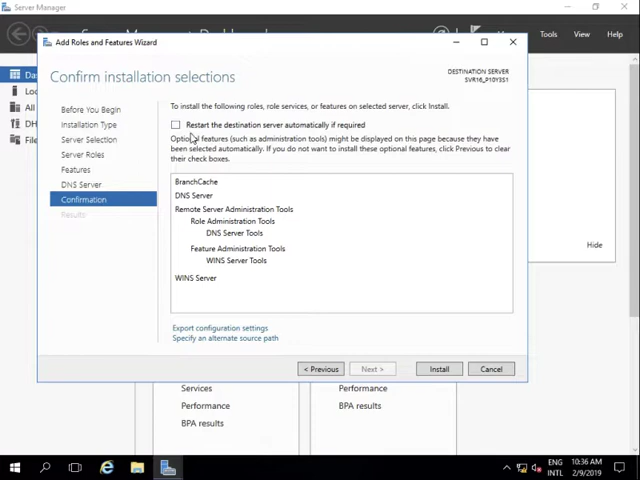 Server Manager
Add Roles and Features Wizard
Tools
View
Help
Confirm installation selections
DESTINATION SERVER
SVR16_P10Y3S1
To install the following roles, role services, or features on selected server, click Install.
Restart the destination server automatically if required
Optional features (such as administration tools) might be displayed on this page because they have
been selected automatically. If you do not want to install these optional features, click Previous to clear
their check boxes.
Before You Begin
Installation Type
Server Selection
Server Roles
Features
DNS Server
Confirmation
Results
BranchCache
DNS Server
Remote Server Administration Tools
Role Administration Tools
DNS Server Tools
Feature Administration Tools
WINS Server Tools
WINS Server
Export configuration settings
Specify an alternate source path
< Previous
Next >
Install
Cancel
Hide
All
Services
Performance
BPA results
Performance
BPA results
ENG
INTL
10:36 AM
2/9/2019